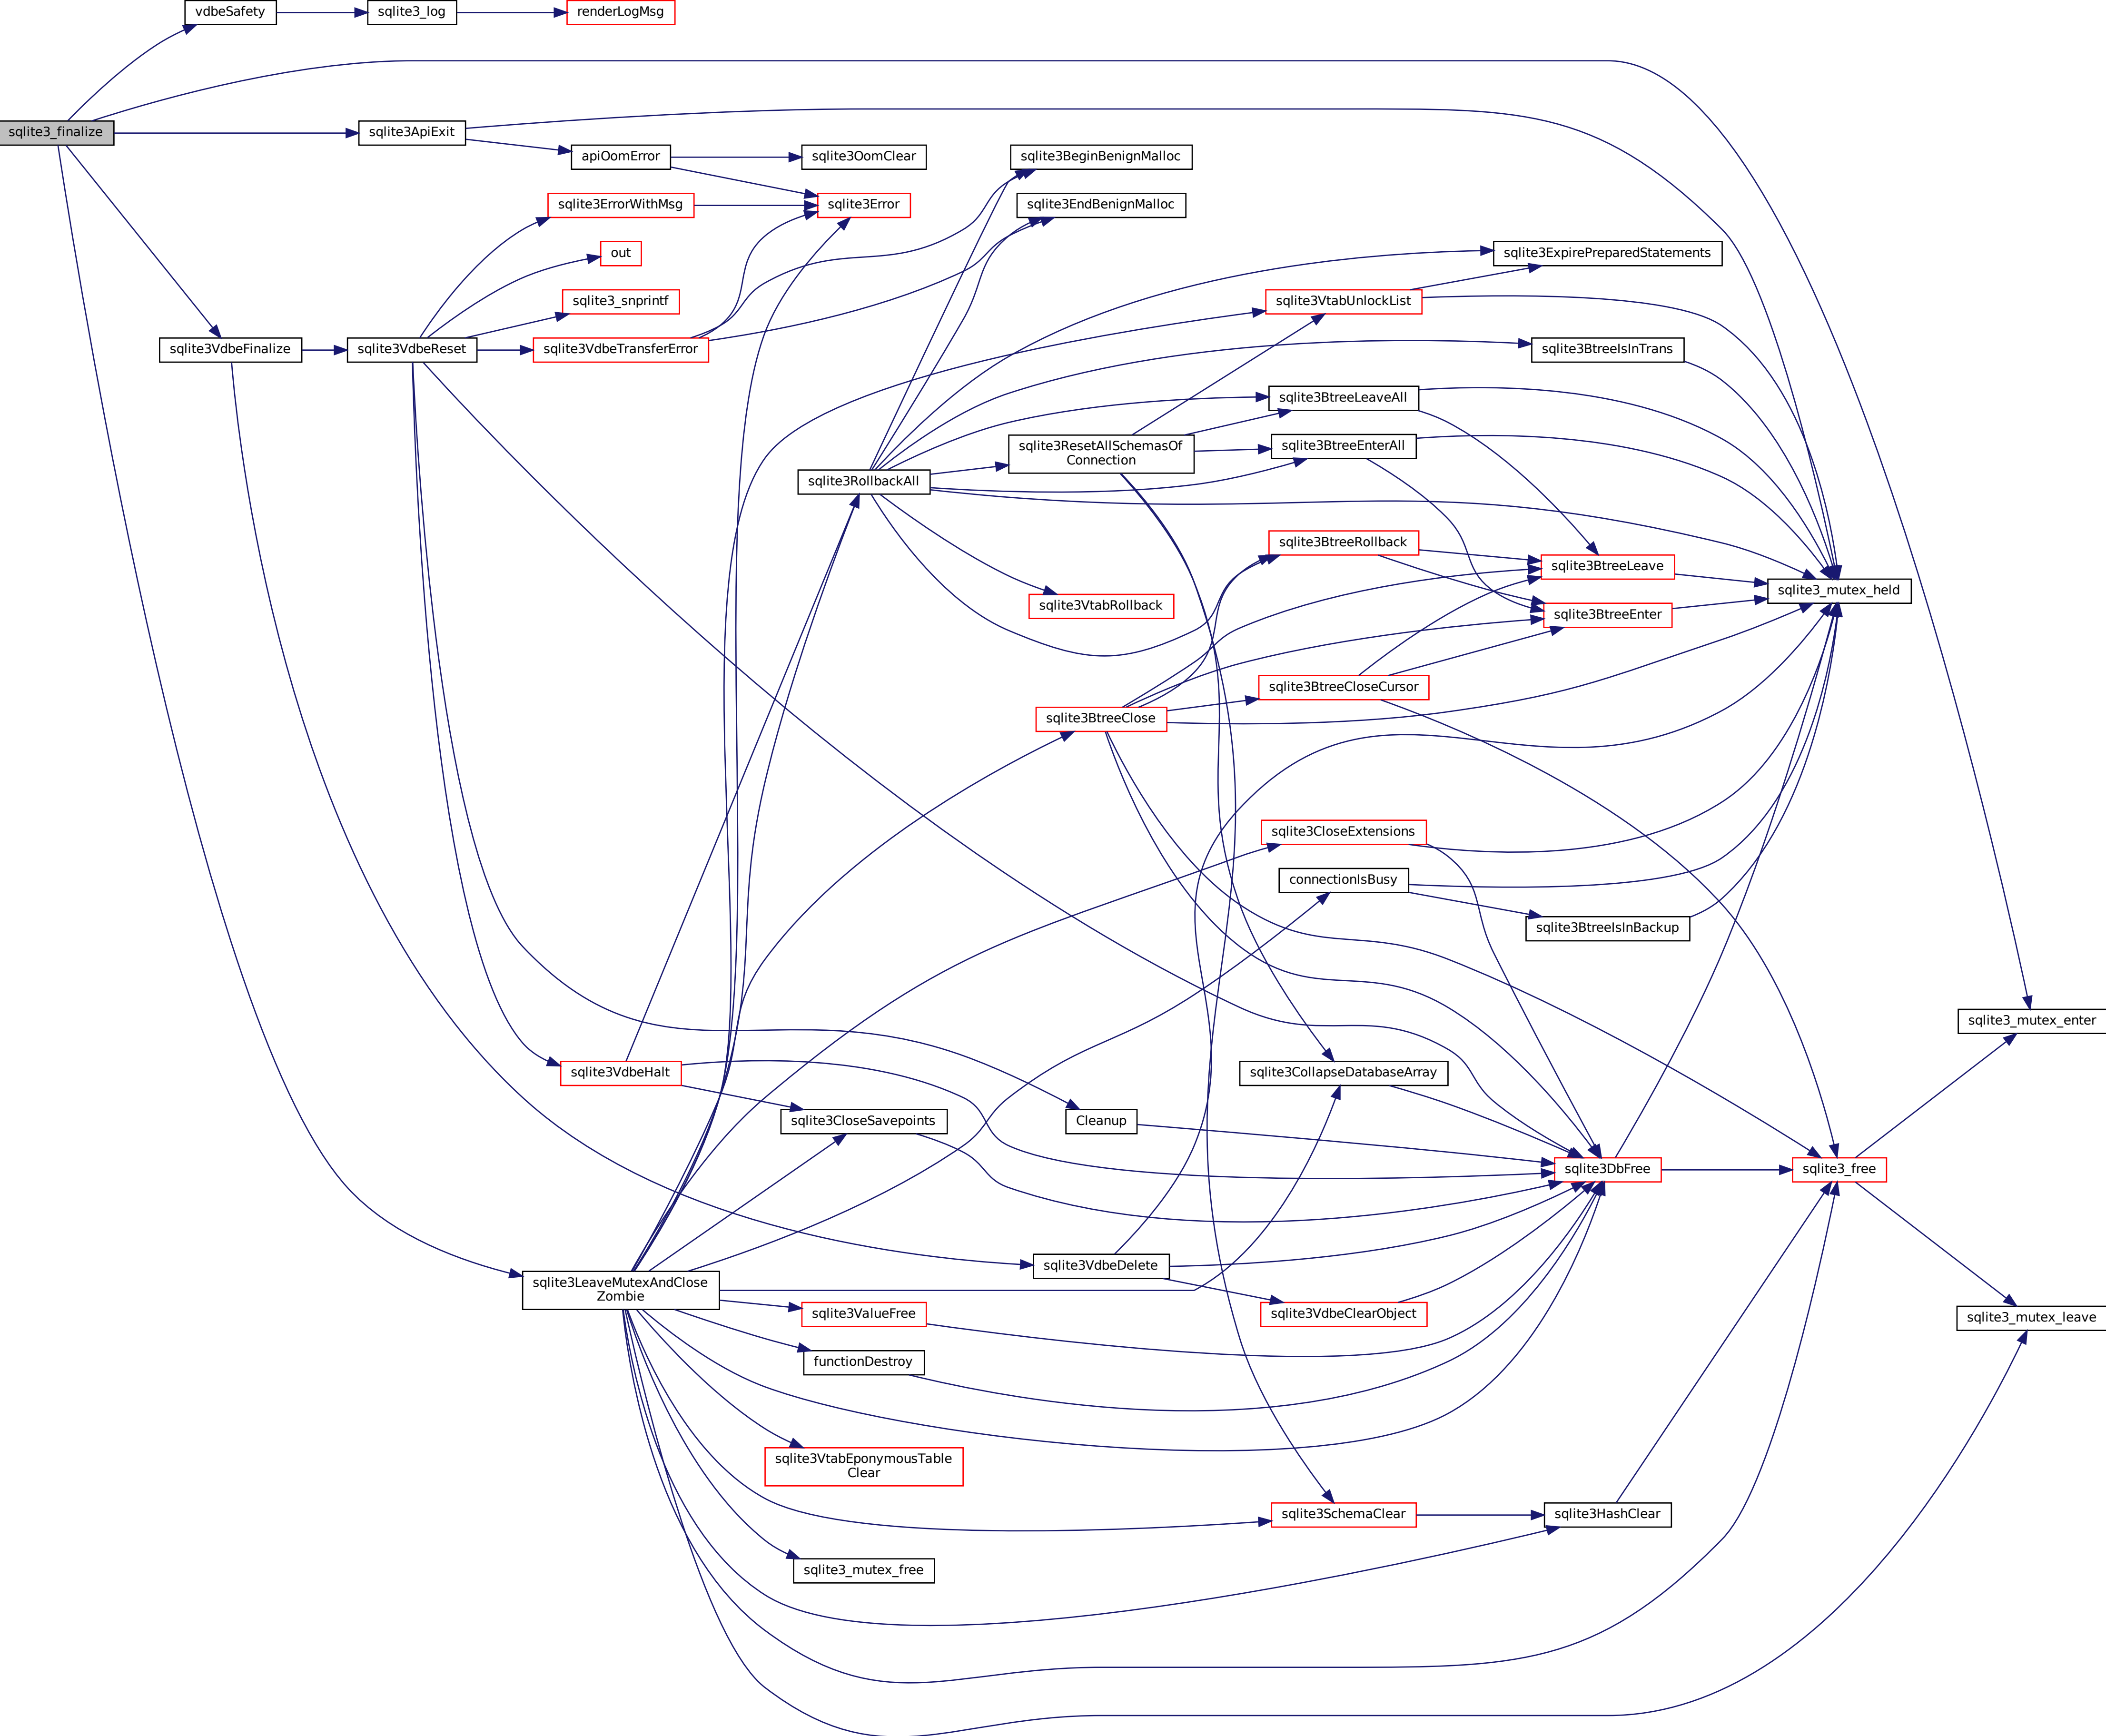 vdbeSafety
sqlite3_log
renderLogMsg
sqlite3_finalize
sqlite3ApiExit
apiOomError
sqlite3OomClear
sqlite3BeginBenignMalloc
sqlite3ErrorWithMsg
sqlite3Error
sqlite3EndBenignMalloc
out
sqlite3ExpirePreparedStatements
sqlite3_snprintf
sqlite3VtabUnlockList
sqlite3VdbeFinalize
sqlite3VdbeReset
sqlite3VdbeTransferError
sqlite3BtreeIsInTrans
sqlite3BtreeLeaveAll
sqlite3ResetAllSchemasOf
Connection
sqlite3BtreeEnterAll
sqlite3RollbackAll
sqlite3BtreeRollback
sqlite3BtreeLeave
sqlite3_mutex_held
sqlite3VtabRollback
sqlite3BtreeEnter
sqlite3BtreeCloseCursor
sqlite3BtreeClose
sqlite3CloseExtensions
connectionIsBusy
sqlite3BtreeIsInBackup
sqlite3_mutex_enter
sqlite3VdbeHalt
sqlite3CollapseDatabaseArray
sqlite3CloseSavepoints
Cleanup
sqlite3DbFree
sqlite3_free
sqlite3VdbeDelete
sqlite3LeaveMutexAndClose
Zombie
sqlite3ValueFree
sqlite3VdbeClearObject
sqlite3_mutex_leave
functionDestroy
sqlite3VtabEponymousTable
Clear
sqlite3SchemaClear
sqlite3HashClear
sqlite3_mutex_free